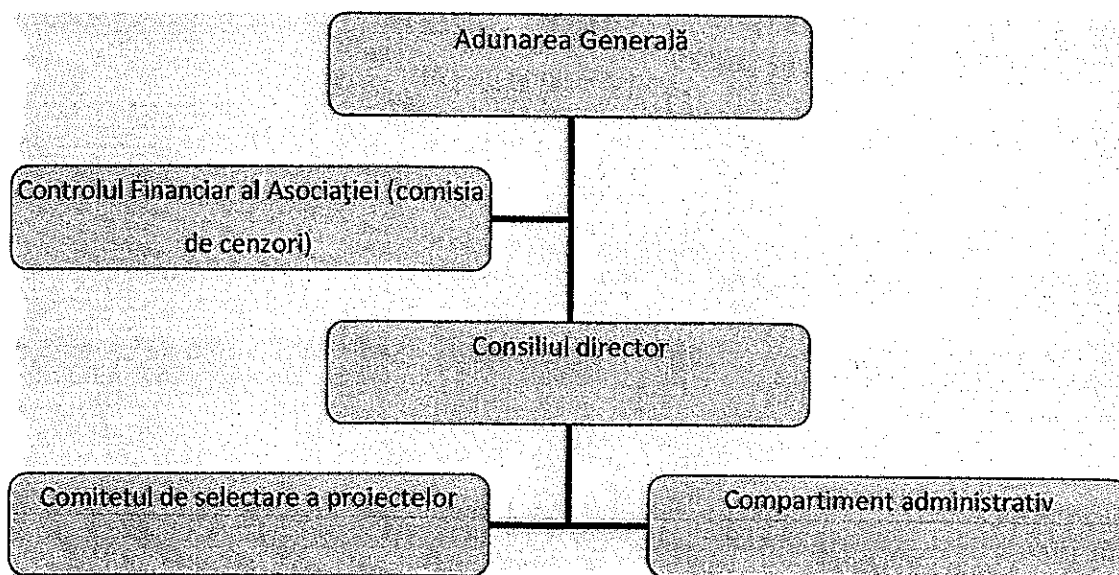 Adunarea Generală
Controlul Financiar al Asociaţiei (comisia
de cenzori)
Consiliul director
Comitetul de selectare a proiectelor
Compartiment administrativ